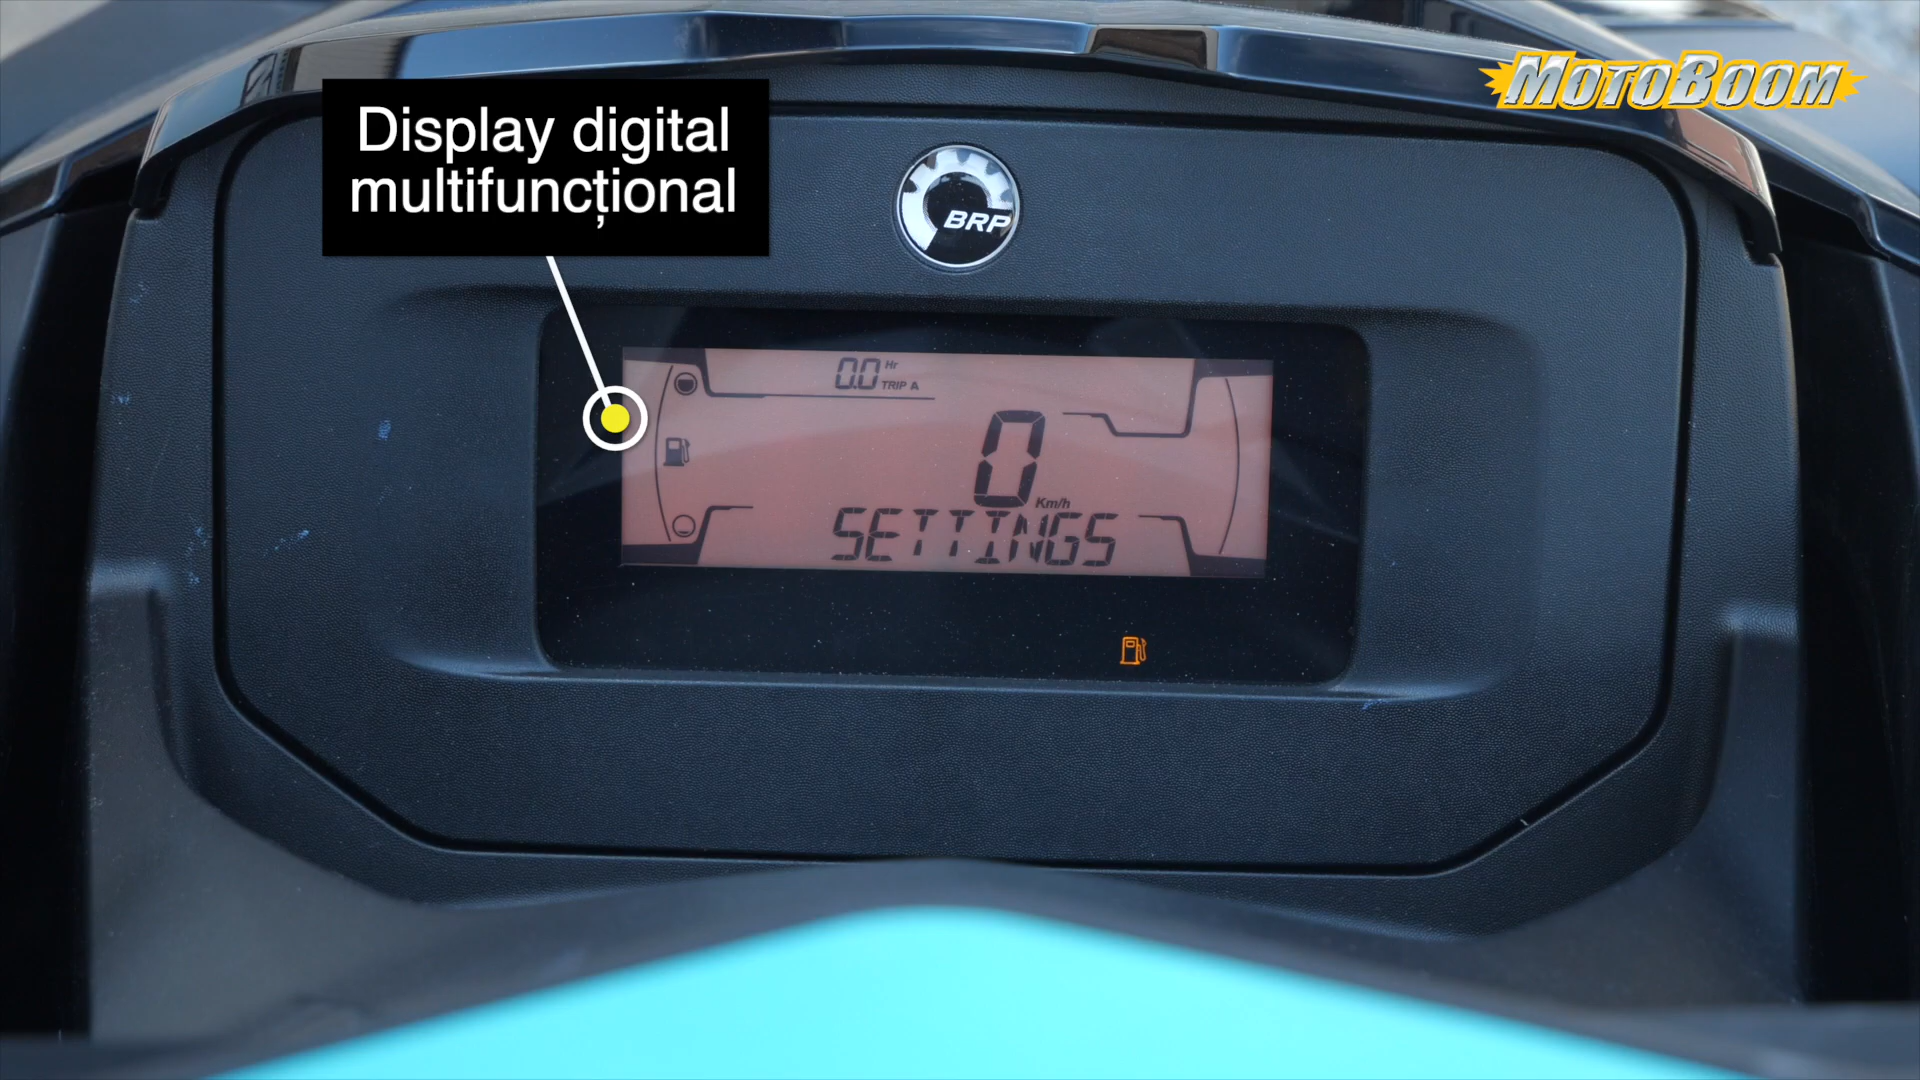 MotoBoom
Display digital
multifuncțional
BRP
0.0 Hr
TRIP A
0
Km/h
SETTINGS